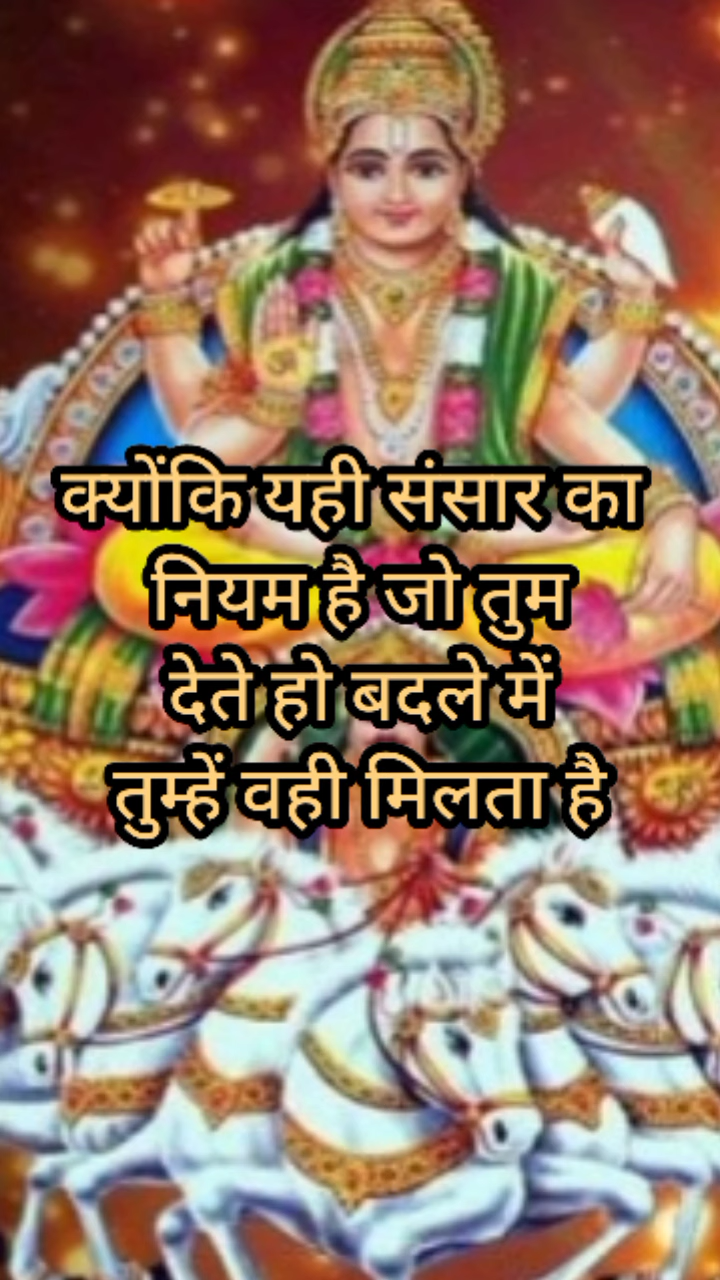 क्योंकि यही संसार का
नियम है जो तुम
देते हो बदले में
तुम्हें वही मिलता है